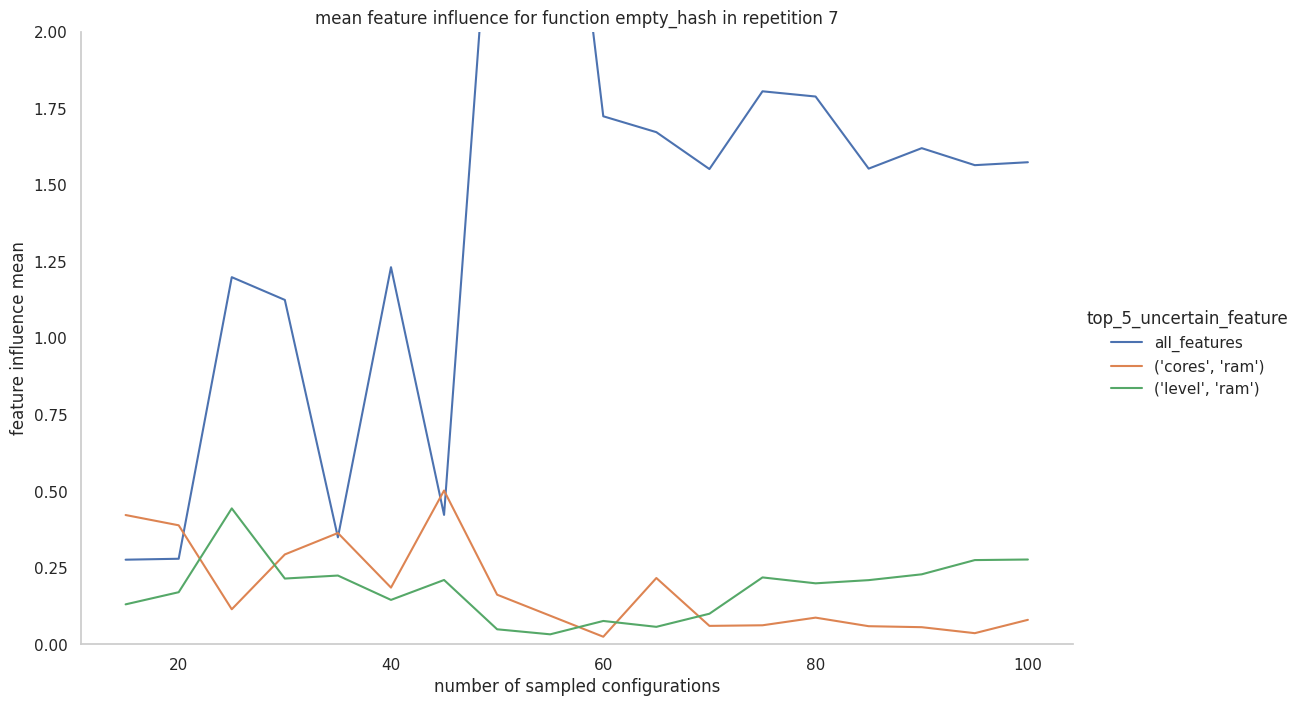 mean feature influence for function empty_hash in repetition 7
2.00
1.75
1.50
1.25
1.00
0.75
0.50
0.25
0.00
feature influence mean
20
40
60
80
100
number of sampled configurations
top_5_uncertain_feature
all_features
('cores', 'ram')
('level', 'ram')